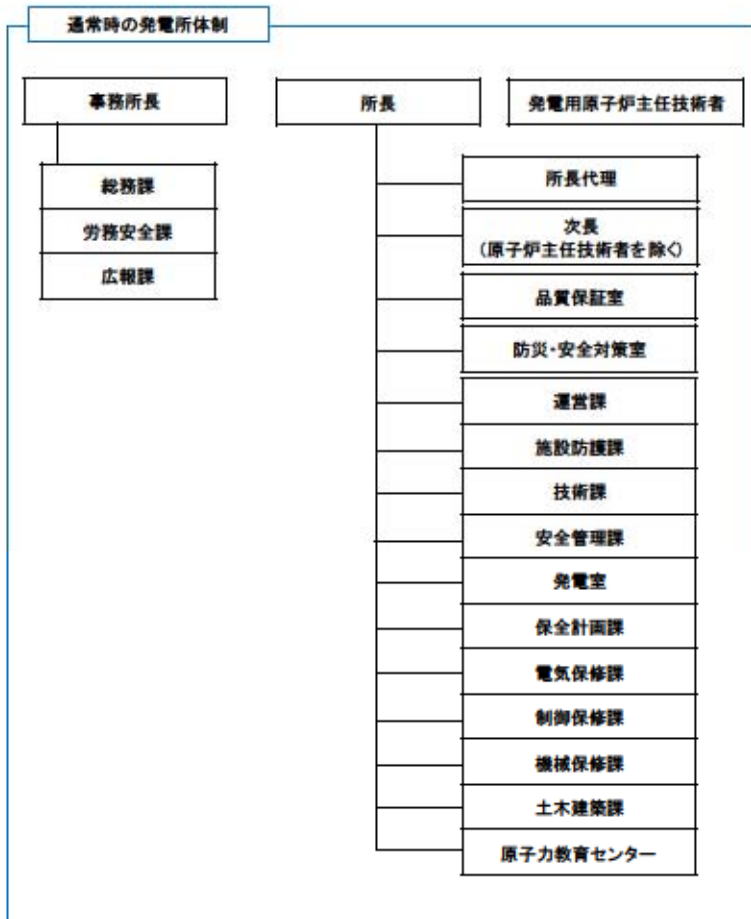 通常時の発電所体制
事務所長
所長
発電用原子炉主任技術者
総務課
労務安全課
広報課
所長代理
次長
(原子炉主任技術者を除く)
品質保証室
防災・安全対策室
運営課
施設防護課
技術課
安全管理課
発電室
保全計画課
電気保修課
制御保修課
機械保修課
土木建築課
原子力教育センター